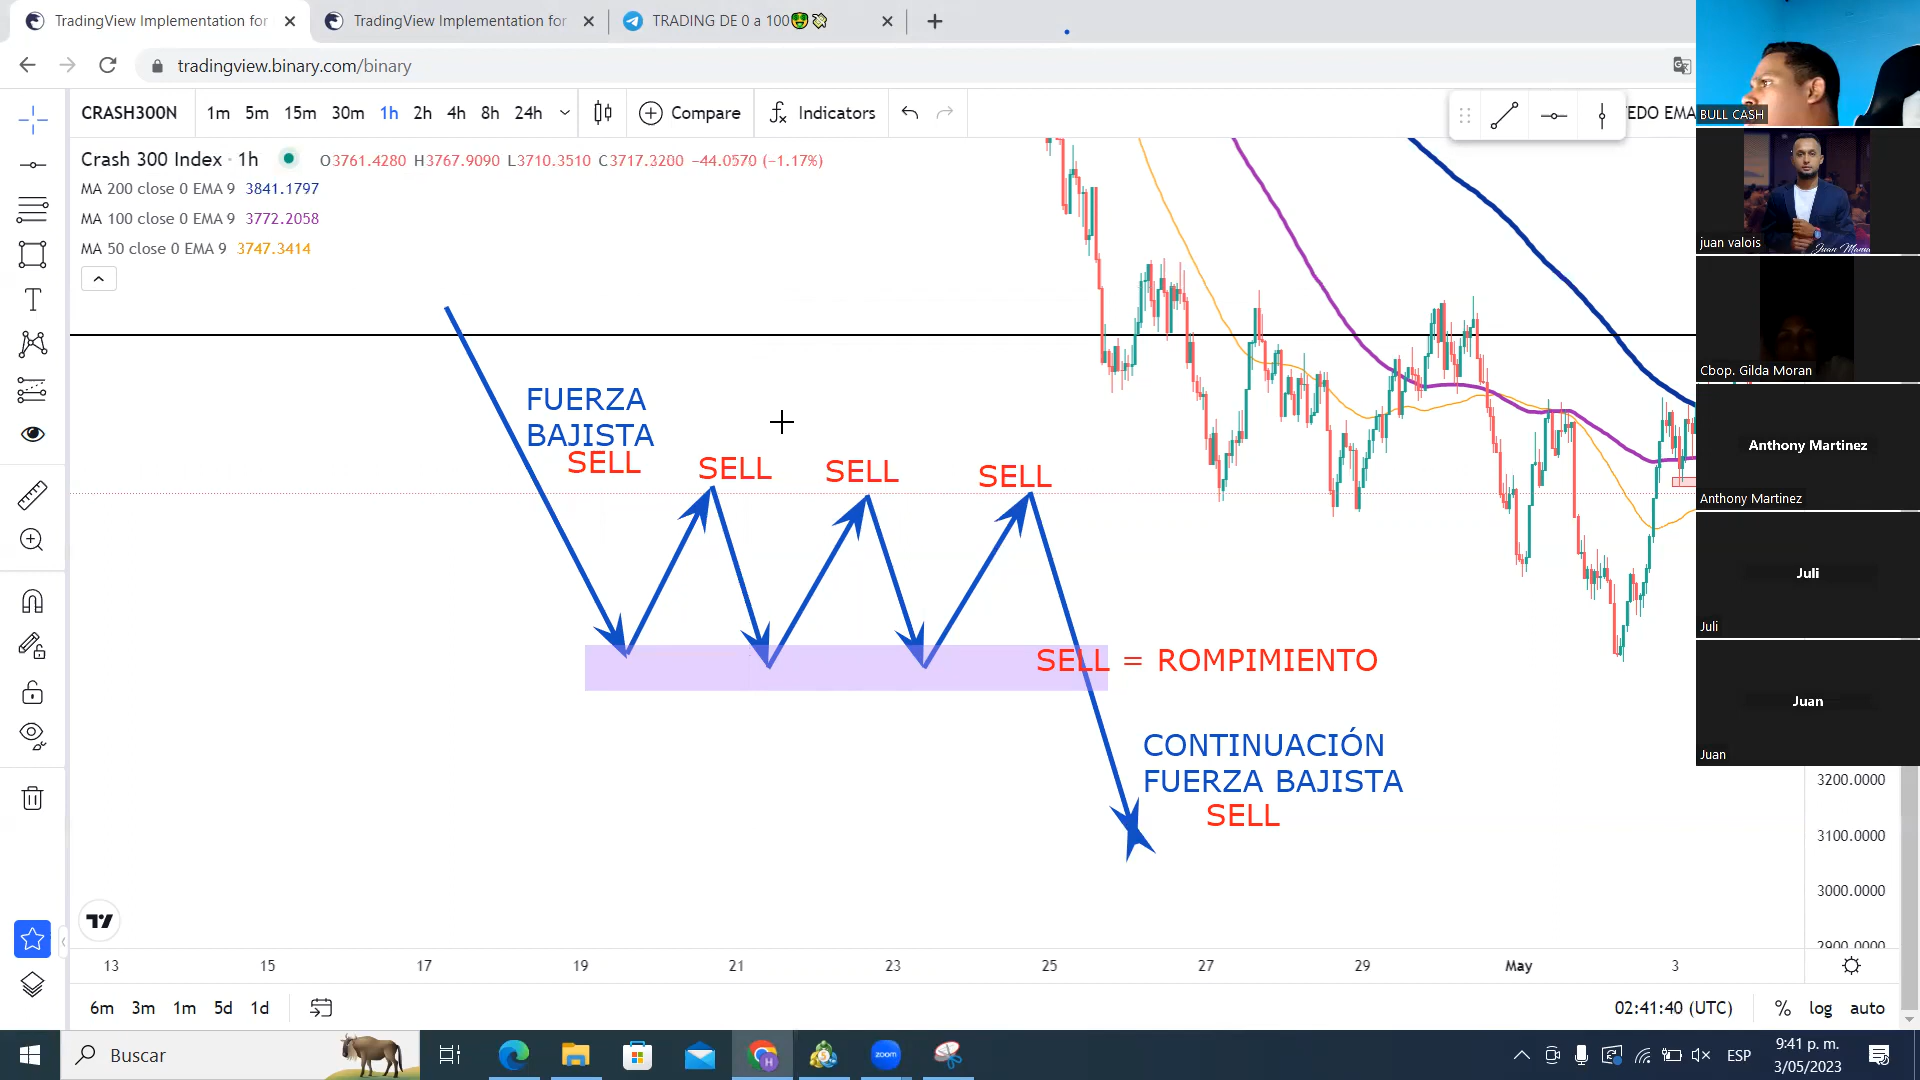 TradingView Implementation for
TradingView Implementation for
TRADING DE 0 a 100
tradingview.binary.com/binary
CRASH300N
1m 5m 15m 30m 1h 2h 4h 8h 24h
Compare
Indicators
EDO EMA
Crash 300 Index · 1h
O3761.4280 H3767.9090 L3710.3510 C3717.3200 −44.0570 (−1.17%)
MA 200 close 0 EMA 9 3841.1797
MA 100 close 0 EMA 9 3772.2058
MA 50 close 0 EMA 9 3747.3414
FUERZA
BAJISTA
SELL
SELL
SELL
SELL
SELL = ROMPIMIENTO
CONTINUACIÓN
FUERZA BAJISTA
SELL
BULL CASH
juan valois
Cbop. Gilda Moran
Anthony Martinez
Anthony Martinez
Juli
Juli
Juan
Juan
3200.0000
3100.0000
3000.0000
2900.0000
13 15 17 19 21 23 25 27 29 May 3
6m 3m 1m 5d 1d
02:41:40 (UTC)
% log auto
Buscar
zoom
ESP
9:41 p. m.
3/05/2023